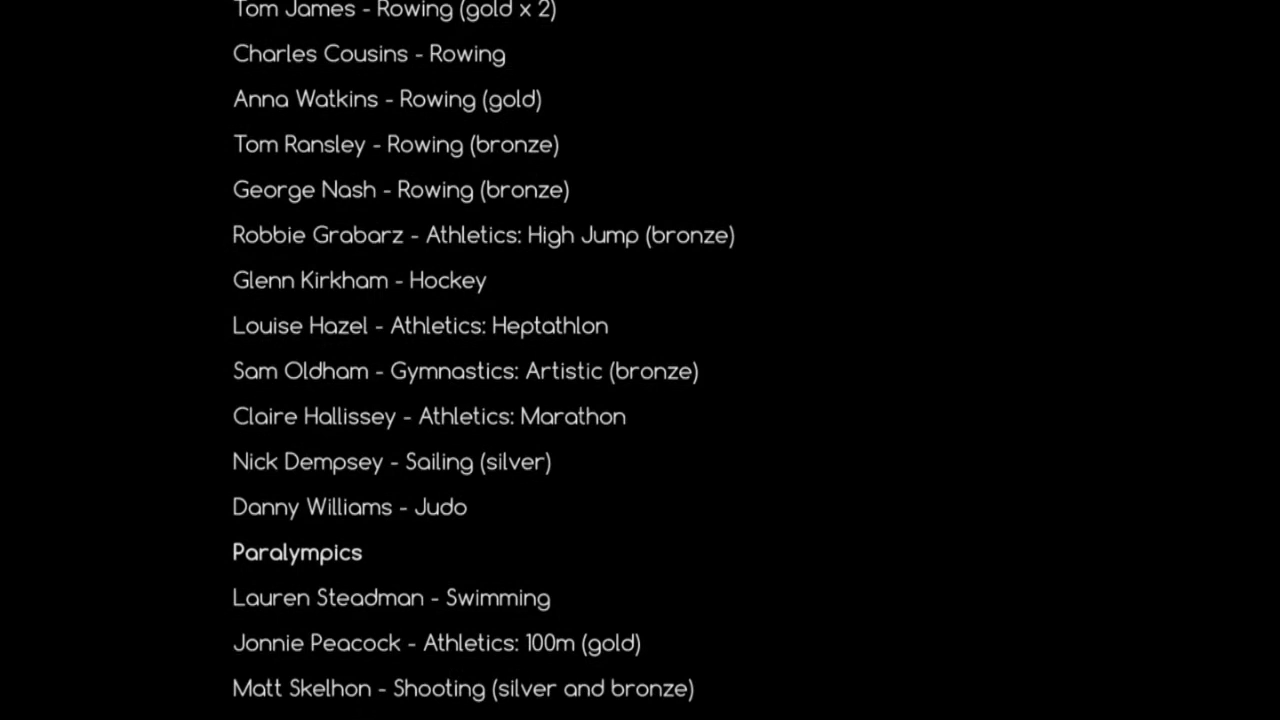 Tom James - Rowing (gold x 2)
Charles Cousins - Rowing
Anna Watkins - Rowing (gold)
Tom Ransley - Rowing (bronze)
George Nash - Rowing (bronze)
Robbie Grabarz - Athletics: High Jump (bronze)
Glenn Kirkham - Hockey
Louise Hazel - Athletics: Heptathlon
Sam Oldham - Gymnastics: Artistic (bronze)
Claire Hallissey - Athletics: Marathon
Nick Dempsey - Sailing (silver)
Danny Williams - Judo
Paralympics
Lauren Steadman - Swimming
Jonnie Peacock - Athletics: 100m (gold)
Matt Skelhon - Shooting (silver and bronze)